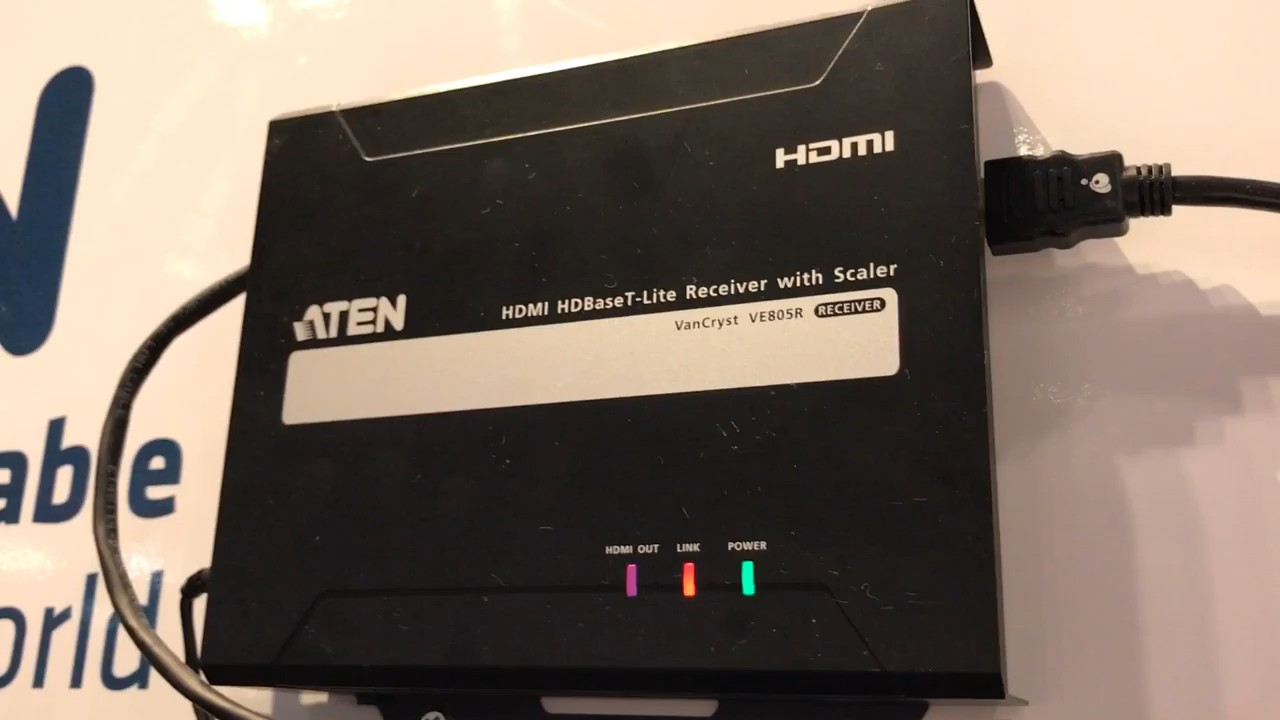 HDMI
ATEN
HDMI HDBaseT-Lite Receiver with Scaler
VanCryst VE805R RECEIVER
HDMI OUT LINK POWER
able
orld